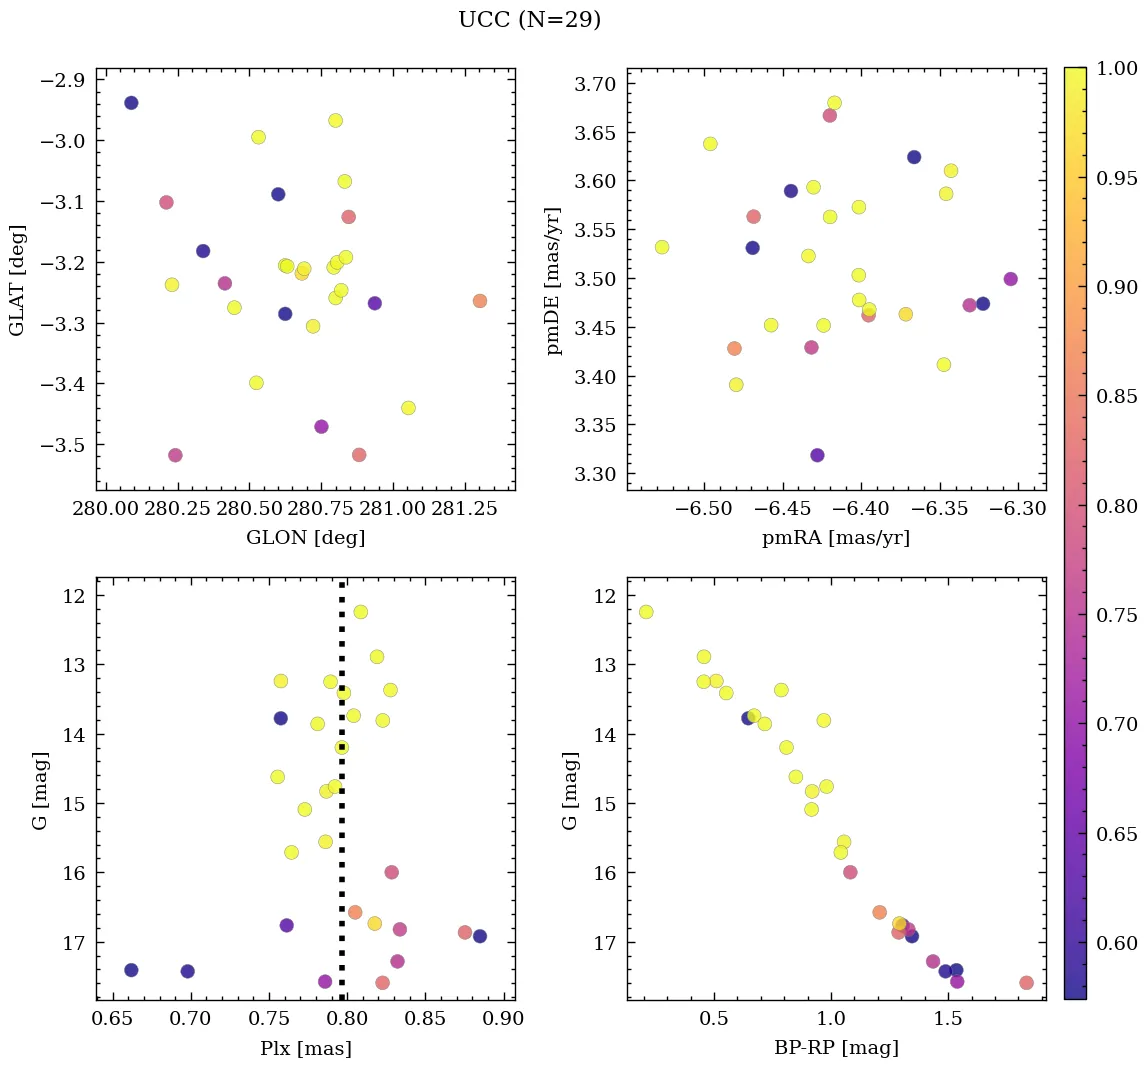 UCC (N=29)
−2.9
−3.0
−3.1
−3.2
−3.3
−3.4
−3.5
GLAT [deg]
280.00 280.25 280.50 280.75 281.00 281.25
GLON [deg]
3.70
3.65
3.60
3.55
3.50
3.45
3.40
3.35
3.30
pmDE [mas/yr]
−6.50 −6.45 −6.40 −6.35 −6.30
pmRA [mas/yr]
12
13
14
15
16
17
G [mag]
0.65 0.70 0.75 0.80 0.85 0.90
Plx [mas]
12
13
14
15
16
17
G [mag]
0.5 1.0 1.5
BP-RP [mag]
1.00
0.95
0.90
0.85
0.80
0.75
0.70
0.65
0.60